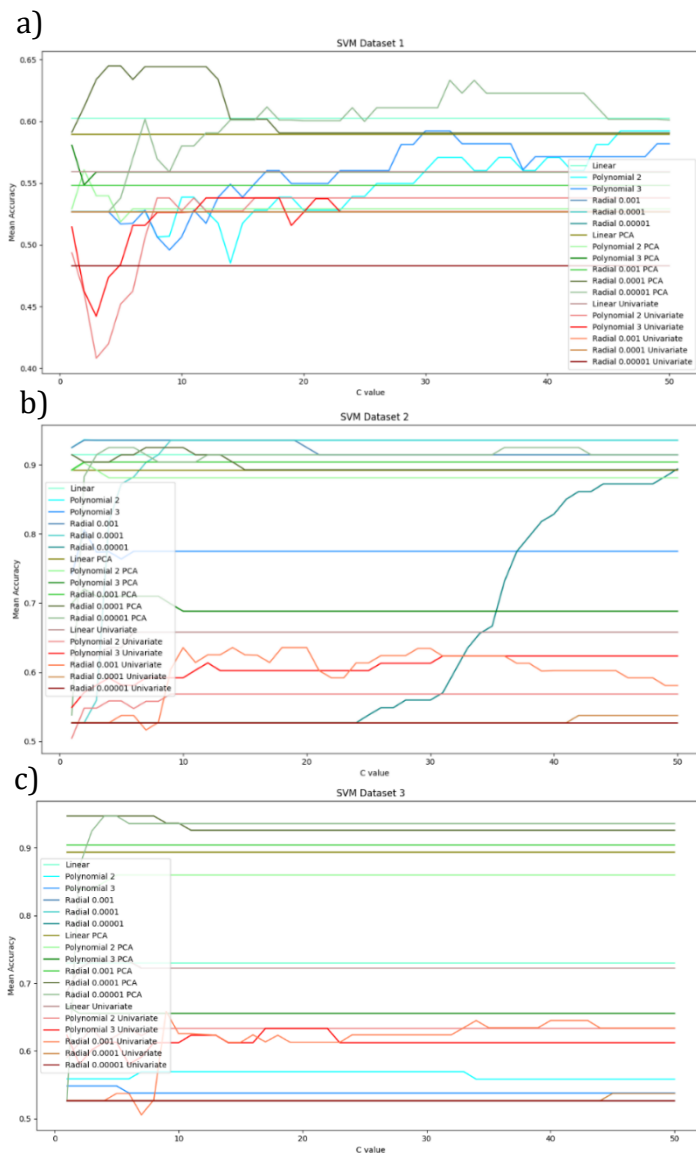 a)
SVM Dataset 1
0.65
0.60
0.55
0.50
0.45
0.40
Mean Accuracy
Linear
Polynomial 2
Polynomial 3
Radial 0.001
Radial 0.0001
Radial 0.00001
Linear PCA
Polynomial 2 PCA
Polynomial 3 PCA
Radial 0.001 PCA
Radial 0.0001 PCA
Radial 0.00001 PCA
Linear Univariate
Polynomial 2 Univariate
Polynomial 3 Univariate
Radial 0.001 Univariate
Radial 0.0001 Univariate
Radial 0.00001 Univariate
0 10 20 30 40 50
C value
b)
SVM Dataset 2
0.9
0.8
0.7
0.6
0.5
Mean Accuracy
Linear
Polynomial 2
Polynomial 3
Radial 0.001
Radial 0.0001
Radial 0.00001
Linear PCA
Polynomial 2 PCA
Polynomial 3 PCA
Radial 0.001 PCA
Radial 0.0001 PCA
Radial 0.00001 PCA
Linear Univariate
Polynomial 2 Univariate
Polynomial 3 Univariate
Radial 0.001 Univariate
Radial 0.0001 Univariate
Radial 0.00001 Univariate
0 10 20 30 40 50
C value
c)
SVM Dataset 3
0.9
0.8
0.7
0.6
0.5
Mean Accuracy
Linear
Polynomial 2
Polynomial 3
Radial 0.001
Radial 0.0001
Radial 0.00001
Linear PCA
Polynomial 2 PCA
Polynomial 3 PCA
Radial 0.001 PCA
Radial 0.0001 PCA
Radial 0.00001 PCA
Linear Univariate
Polynomial 2 Univariate
Polynomial 3 Univariate
Radial 0.001 Univariate
Radial 0.0001 Univariate
Radial 0.00001 Univariate
0 10 20 30 40 50
C value